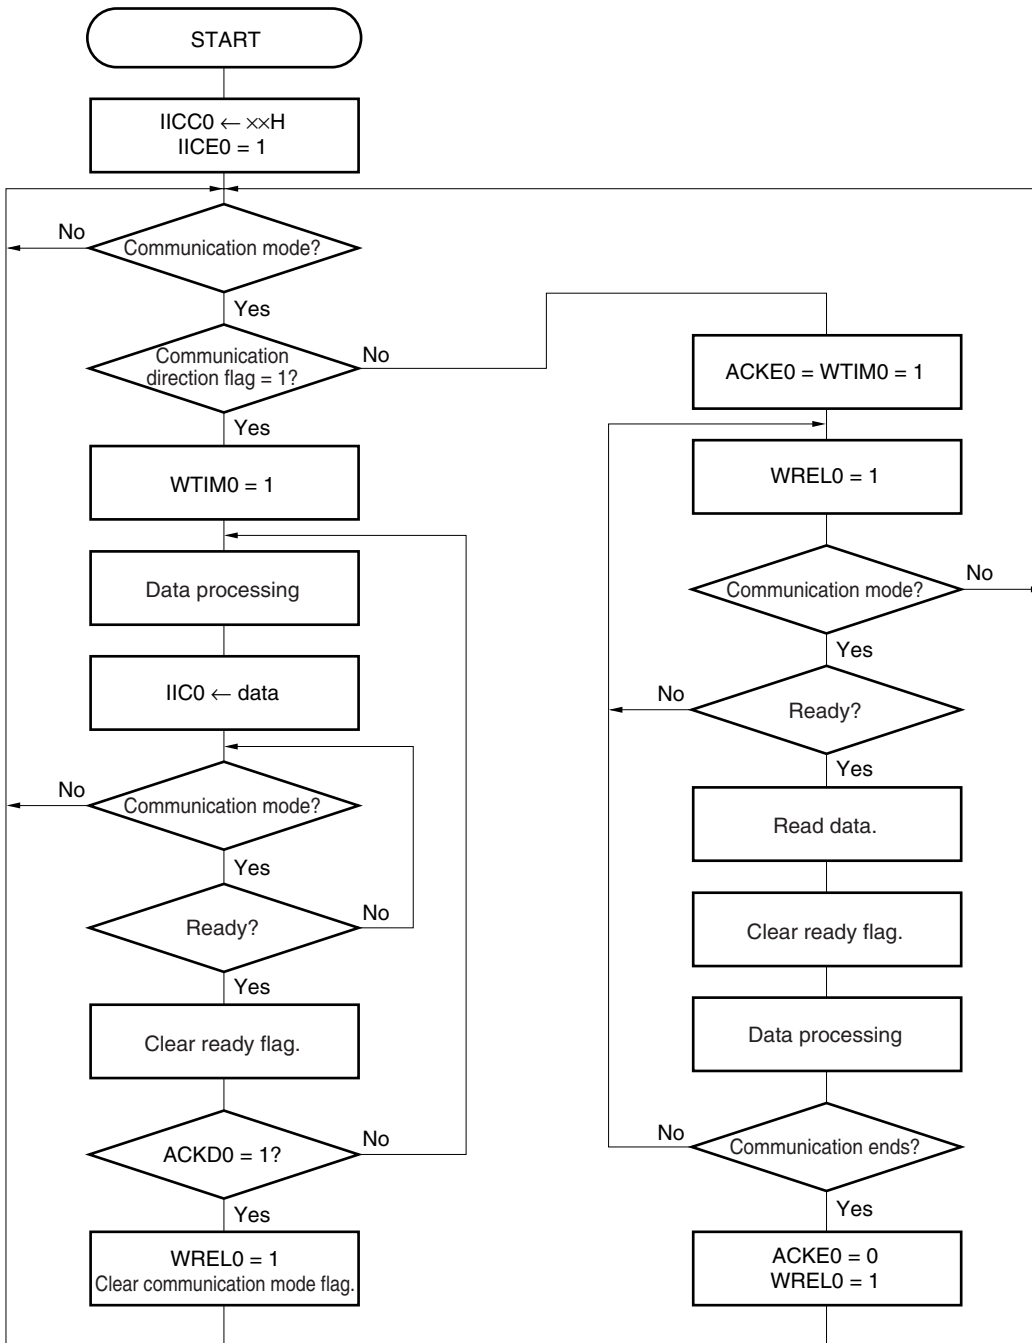 START
IICC0 ← ××H
IICE0 = 1
No
Communication mode?
Yes
Communication
direction flag = 1?
No
Yes
WTIM0 = 1
Data processing
IIC0 ← data
No
Communication mode?
Yes
Ready?
No
Yes
Clear ready flag.
ACKD0 = 1?
No
Yes
WREL0 = 1
Clear communication mode flag.
ACKE0 = WTIM0 = 1
WREL0 = 1
Communication mode?
No
Yes
No
Ready?
Yes
Read data.
Clear ready flag.
Data processing
No
Communication ends?
Yes
ACKE0 = 0
WREL0 = 1